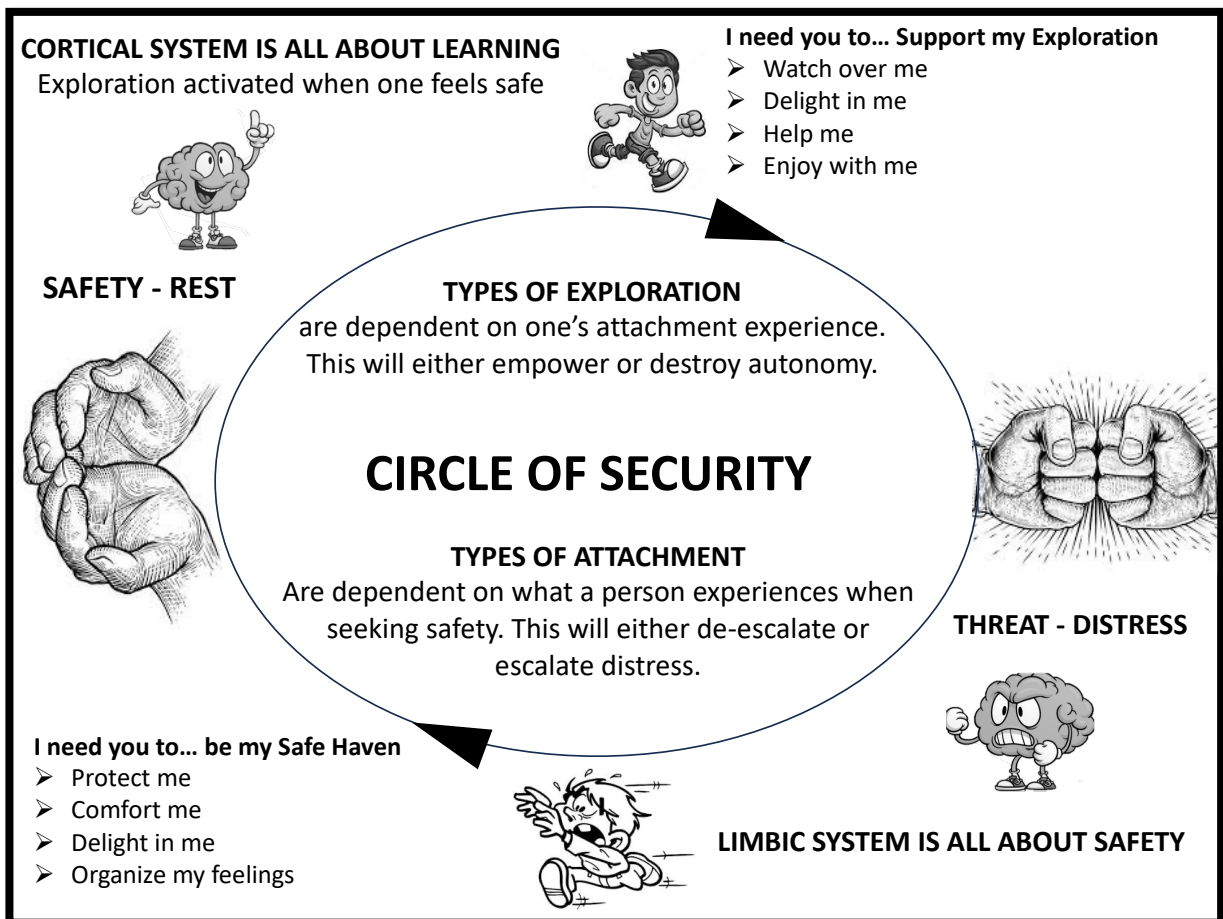 CORTICAL SYSTEM IS ALL ABOUT LEARNING
Exploration activated when one feels safe
I need you to... Support my Exploration
➢ Watch over me
➢ Delight in me
➢ Help me
➢ Enjoy with me
SAFETY - REST
TYPES OF EXPLORATION
are dependent on one’s attachment experience.
This will either empower or destroy autonomy.
CIRCLE OF SECURITY
TYPES OF ATTACHMENT
Are dependent on what a person experiences when
seeking safety. This will either de-escalate or
escalate distress.
THREAT - DISTRESS
I need you to... be my Safe Haven
➢ Protect me
➢ Comfort me
➢ Delight in me
➢ Organize my feelings
LIMBIC SYSTEM IS ALL ABOUT SAFETY